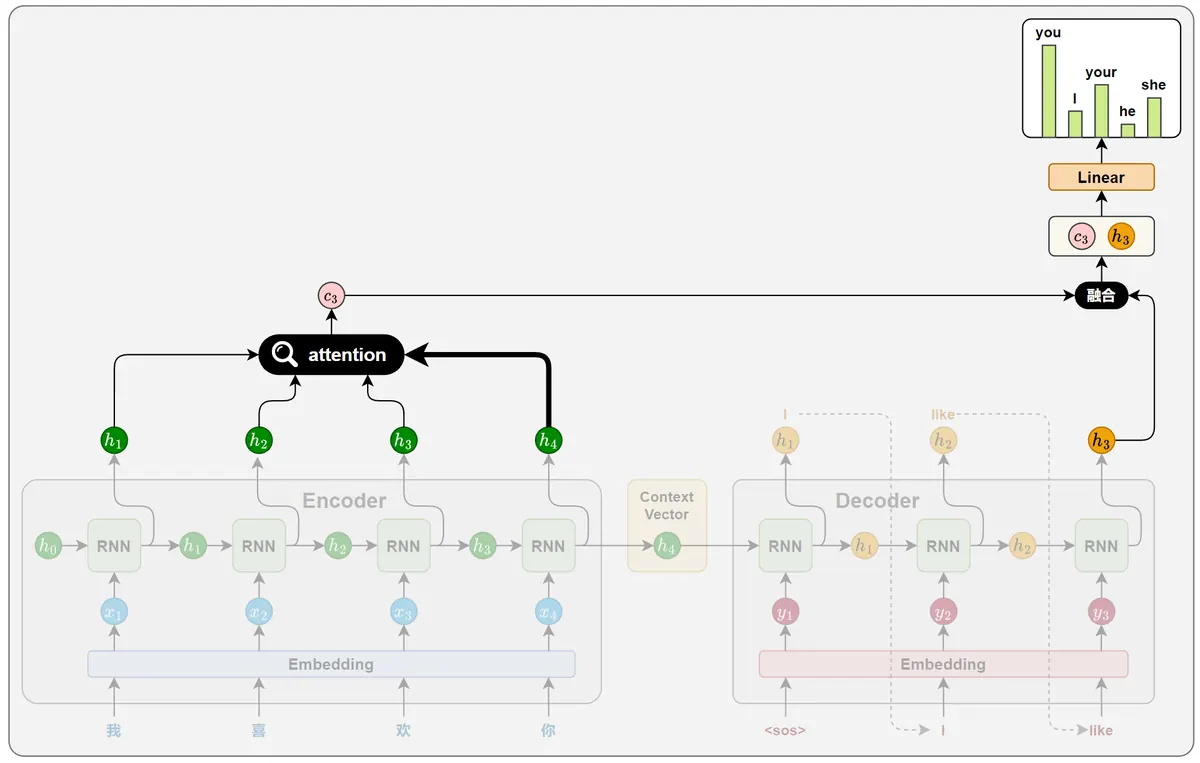 you
your
she
I
he
Linear
c₃ h₃
c₃
融合
attention
I
like
h₁
h₂
h₃
h₄
h₁
h₂
h₃
Encoder
Context
Vector
Decoder
h₀
RNN
h₁
RNN
h₂
RNN
h₃
RNN
h₄
RNN
h₁
RNN
h₂
RNN
x₁
x₂
x₃
x₄
y₁
y₂
y₃
Embedding
Embedding
我
喜
欢
你
<sos>
I
like